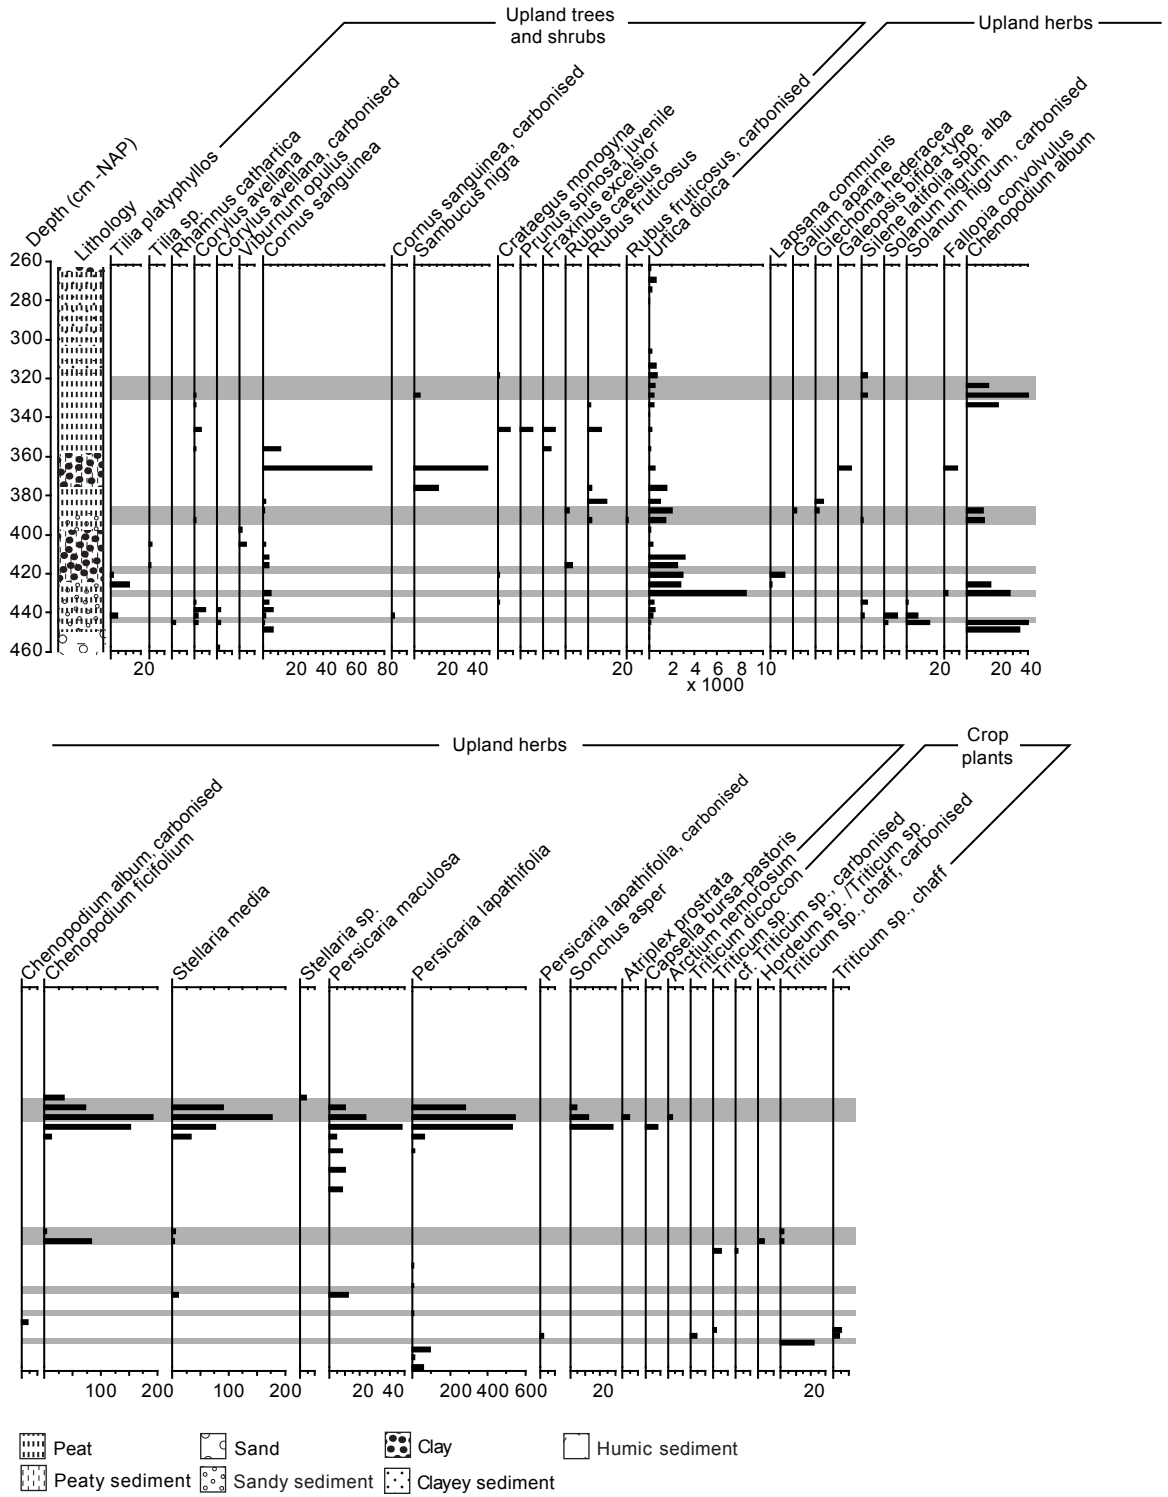 Upland trees
and shrubs
Upland herbs
Depth (cm -NAP)
Lithology
Tilia platyphyllos
Tilia sp.
Rhamnus cathartica
Corylus avellana
Corylus avellana, carbonised
Viburnum opulus
Cornus sanguinea
Cornus sanguinea, carbonised
Sambucus nigra
Crataegus monogyna
Prunus spinosa, juvenile
Fraxinus excelsior
Rubus caesius
Rubus fruticosus
Rubus fruticosus, carbonised
Urtica dioica
Lapsana communis
Galium aparine
Glechoma hederacea
Galeopsis bifida-type
Silene latifolia spp. alba
Solanum nigrum
Solanum nigrum, carbonised
Fallopia convolvulus
Chenopodium album
260
280
300
320
340
360
380
400
420
440
460
20 20 40 60 80 20 40 20 2 4 6 8 10 20 20 40
x 1000
Upland herbs
Crop
plants
Chenopodium album, carbonised
Chenopodium ficifolium
Stellaria media
Stellaria sp.
Persicaria maculosa
Persicaria lapathifolia
Persicaria lapathifolia, carbonised
Sonchus asper
Atriplex prostrata
Capsella bursa-pastoris
Arctium nemorosum
Triticum dicoccon
Triticum sp.
cf. Triticum sp., carbonised
Hordeum sp. /Triticum sp.
Triticum sp., chaff, carbonised
Triticum sp., chaff
100 200 100 200 20 40 200 400 600 20 20
Peat
Sand
Clay
Humic sediment
Peaty sediment
Sandy sediment
Clayey sediment